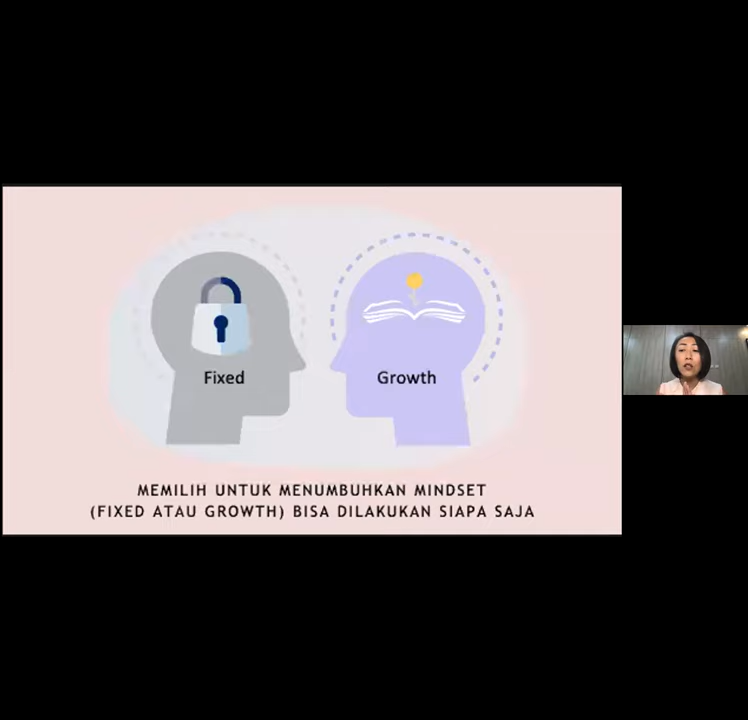 Fixed
Growth
MEMILIH UNTUK MENUMBUHKAN MINDSET
(FIXED ATAU GROWTH) BISA DILAKUKAN SIAPA SAJA